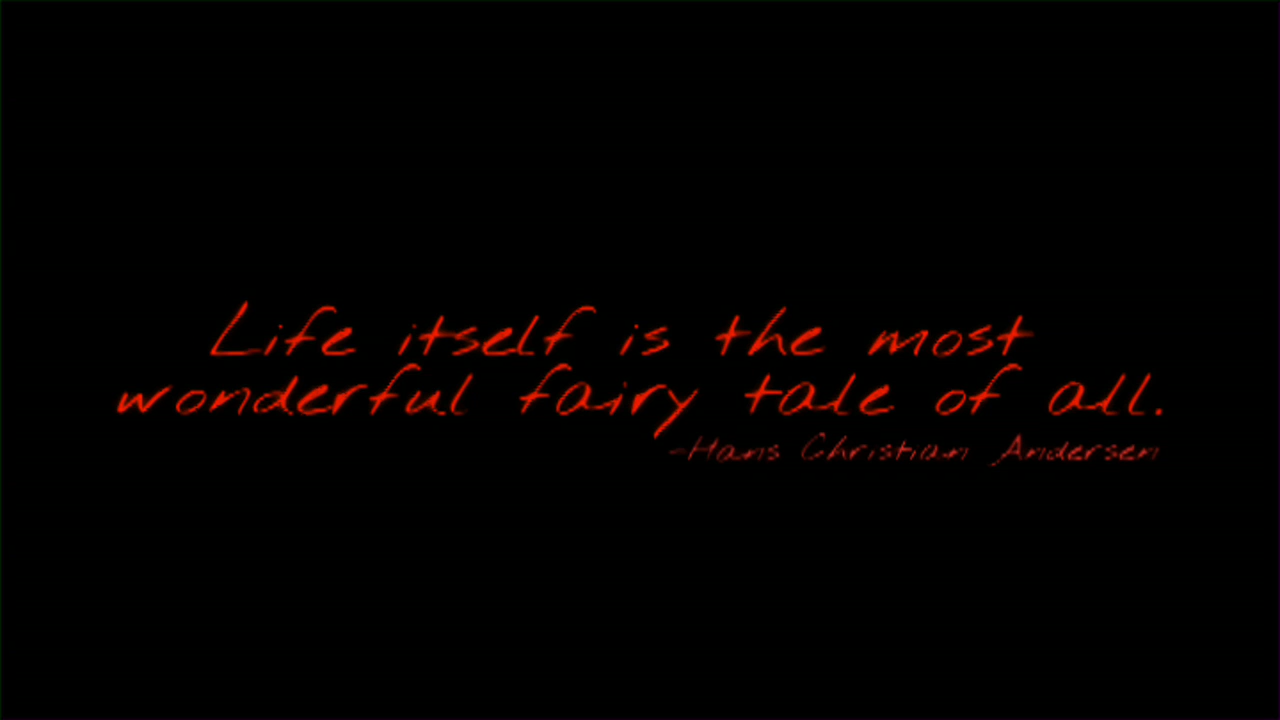 Life itself is the most
wonderful fairy tale of all.
-Hans Christian Andersen